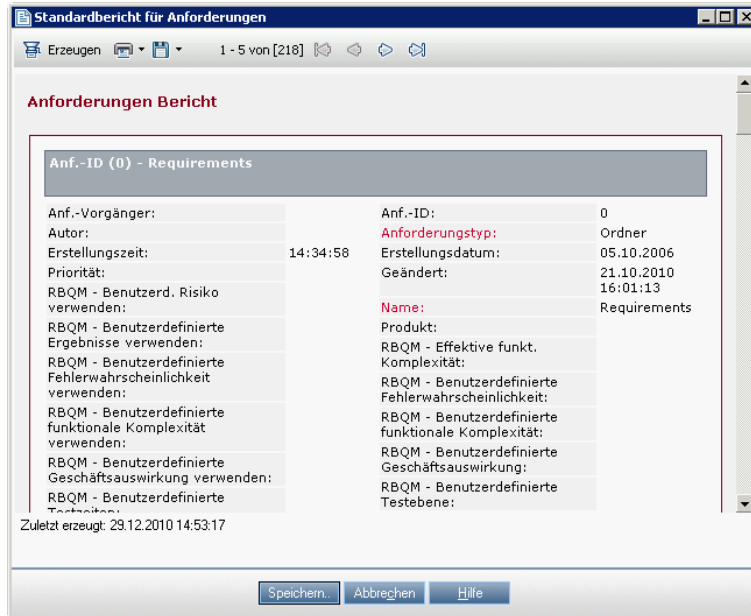 Standardbericht für Anforderungen
Erzeugen 1 - 5 von [218]
Anforderungen Bericht
Anf.-ID (0) - Requirements
Anf.-Vorgänger:
Autor:
Erstellungszeit: 14:34:58
Priorität:
RBQM - Benutzerd. Risiko
verwenden:
RBQM - Benutzerdefinierte
Ergebnisse verwenden:
RBQM - Benutzerdefinierte
Fehlerwahrscheinlichkeit
verwenden:
RBQM - Benutzerdefinierte
funktionale Komplexität
verwenden:
RBQM - Benutzerdefinierte
Geschäftsauswirkung verwenden:
RBQM - Benutzerdefinierte
Testzeiten:
Anf.-ID: 0
Anforderungstyp: Ordner
Erstellungsdatum: 05.10.2006
Geändert: 21.10.2010
16:01:13
Name: Requirements
Produkt:
RBQM - Effektive funkt.
Komplexität:
RBQM - Benutzerdefinierte
Fehlerwahrscheinlichkeit:
RBQM - Benutzerdefinierte
funktionale Komplexität:
RBQM - Benutzerdefinierte
Geschäftsauswirkung:
RBQM - Benutzerdefinierte
Testebene:
Zuletzt erzeugt: 29.12.2010 14:53:17
Speichern.. Abbrechen Hilfe